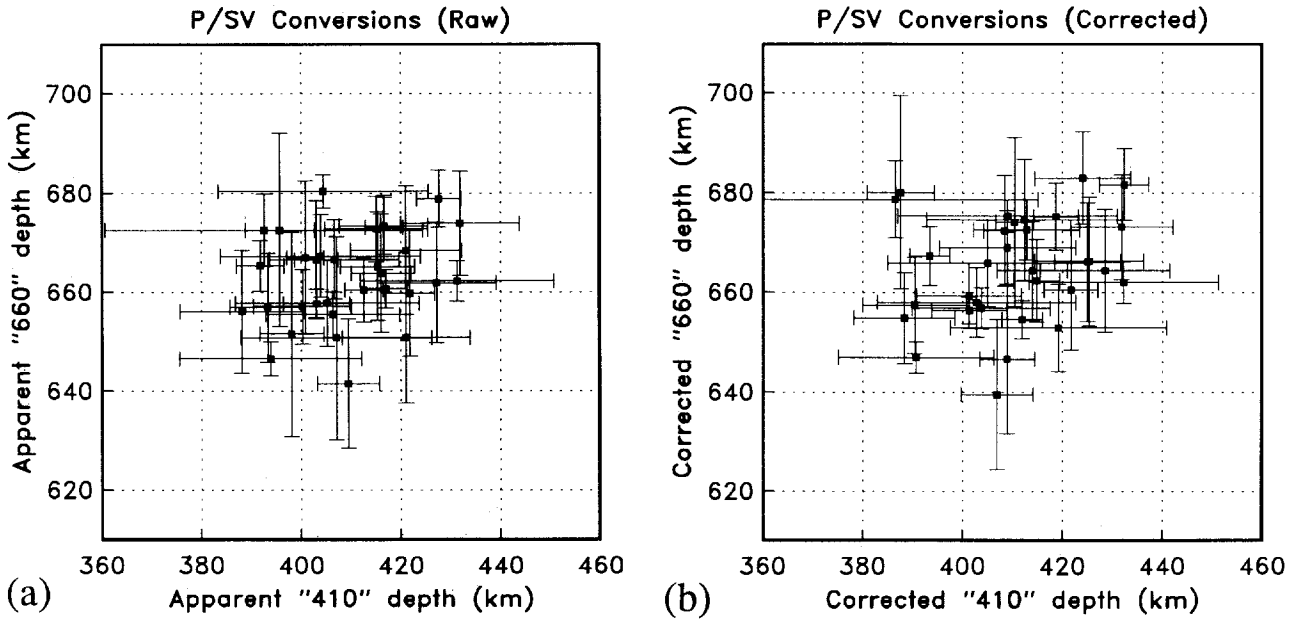 P/SV Conversions (Raw)
700
680
660
640
620
Apparent "660" depth (km)
360 380 400 420 440 460
Apparent "410" depth (km)
(a)
P/SV Conversions (Corrected)
700
680
660
640
620
Corrected "660" depth (km)
360 380 400 420 440 460
Corrected "410" depth (km)
(b)